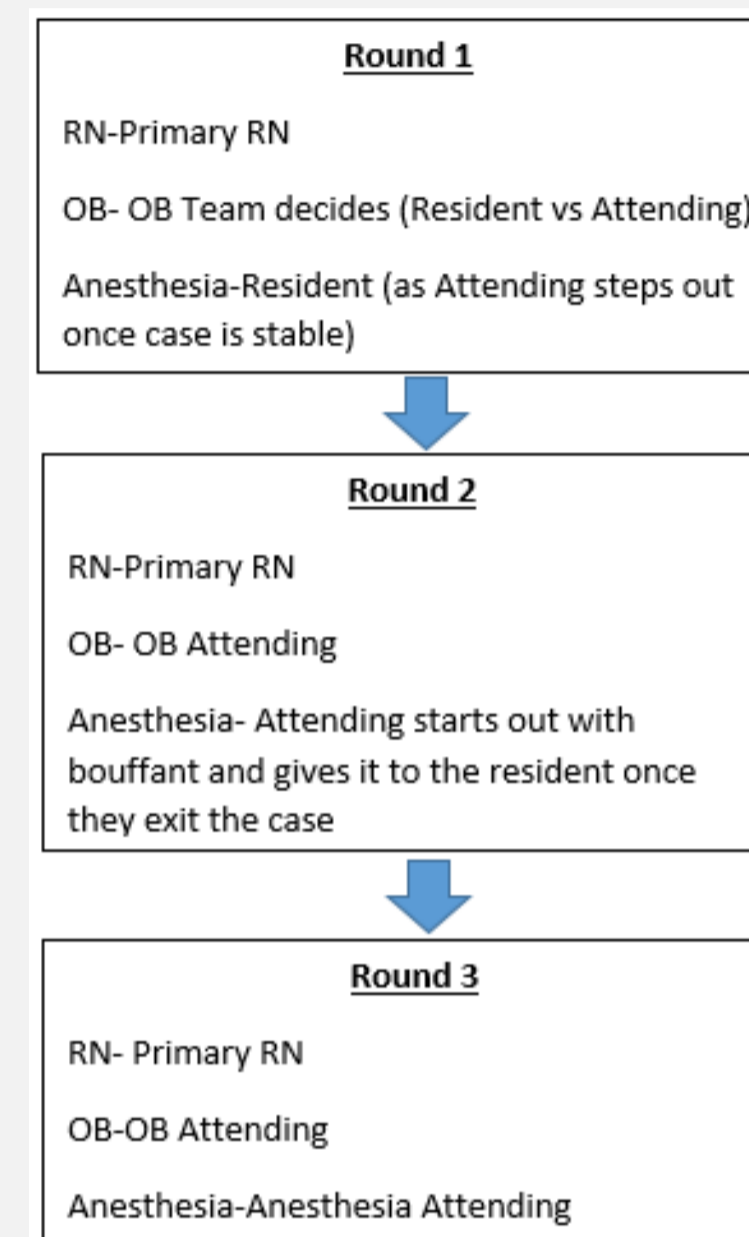 Round 1
RN-Primary RN
OB- OB Team decides (Resident vs Attending)
Anesthesia-Resident (as Attending steps out
once case is stable)
Round 2
RN-Primary RN
OB- OB Attending
Anesthesia- Attending starts out with
bouffant and gives it to the resident once
they exit the case
Round 3
RN- Primary RN
OB-OB Attending
Anesthesia-Anesthesia Attending